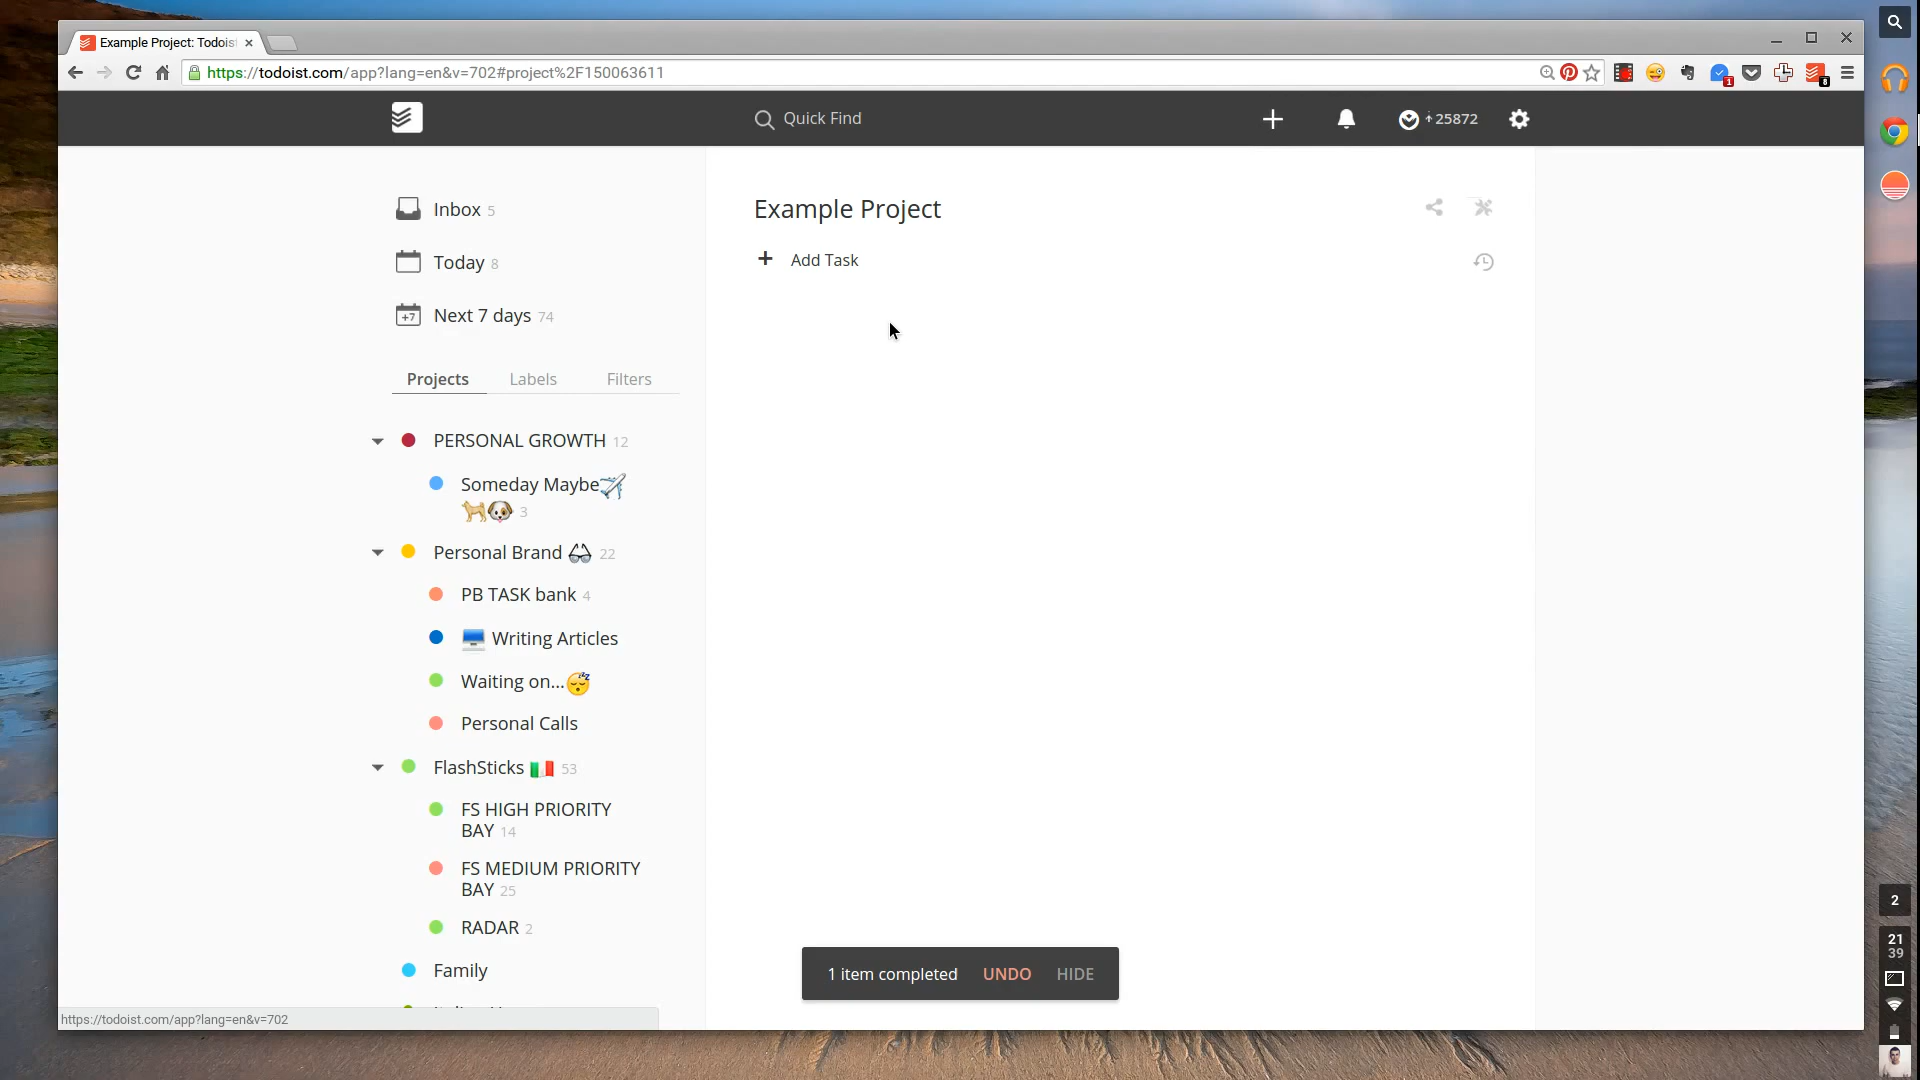 Example Project: Todois
https://todoist.com/app?lang=en&v=702#project%2F150063611
1
8
Quick Find
25872
Inbox 5
Today 8
+7
Next 7 days 74
Projects Labels Filters
PERSONAL GROWTH 12
Someday Maybe✈️
🐕🐶 3
Personal Brand 👓 22
PB TASK bank 4
🖥️ Writing Articles
Waiting on...😴
Personal Calls
FlashSticks 🇮🇹 53
FS HIGH PRIORITY
BAY 14
FS MEDIUM PRIORITY
BAY 25
RADAR 2
Family
Example Project
+ Add Task
1 item completed UNDO HIDE
https://todoist.com/app?lang=en&v=702
2
21
39